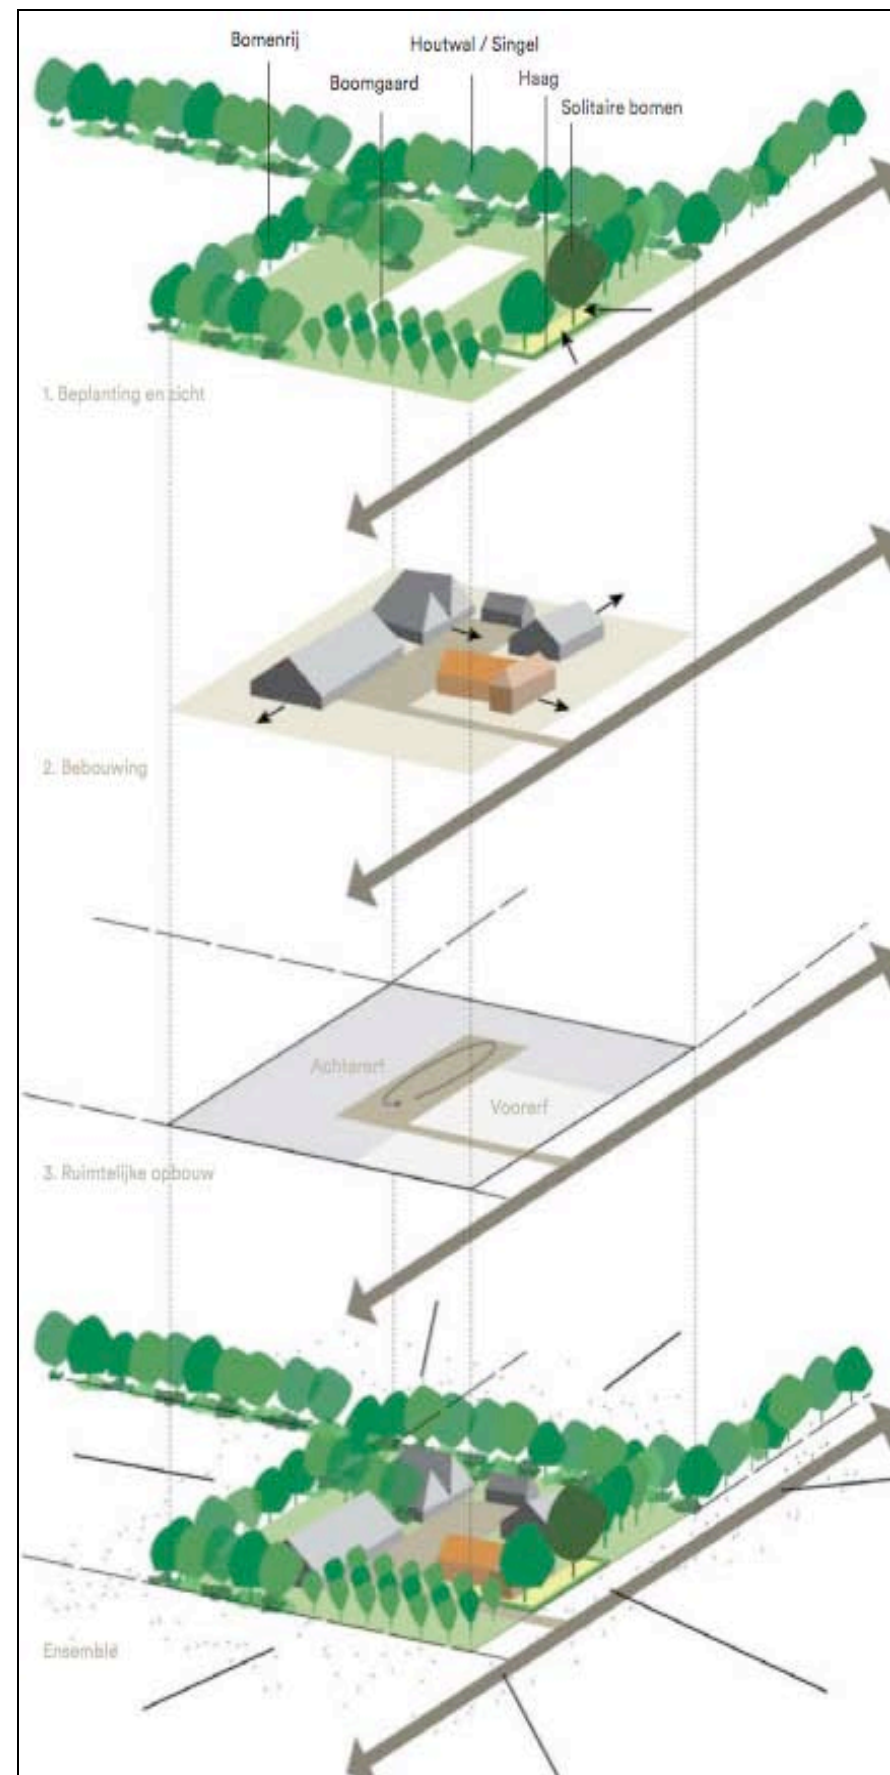 Bomenrij
Houtwal / Singel
Boomgaard
Haag
Solitaire bomen
1. Beplanting en zicht
2. Bebouwing
Achtererf
Voorerf
3. Ruimtelijke opbouw
Ensemble